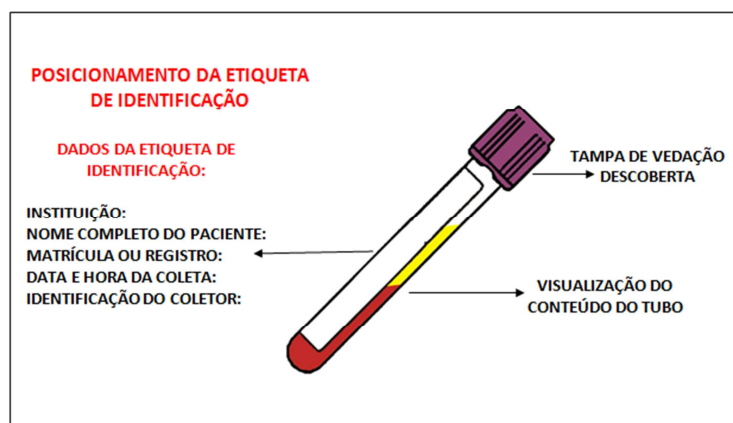 POSICIONAMENTO DA ETIQUETA
DE IDENTIFICAÇÃO
DADOS DA ETIQUETA DE
IDENTIFICAÇÃO:
INSTITUIÇÃO:
NOME COMPLETO DO PACIENTE:
MATRÍCULA OU REGISTRO:
DATA E HORA DA COLETA:
IDENTIFICAÇÃO DO COLETOR:
TAMPA DE VEDAÇÃO
DESCOBERTA
VISUALIZAÇÃO DO
CONTEÚDO DO TUBO